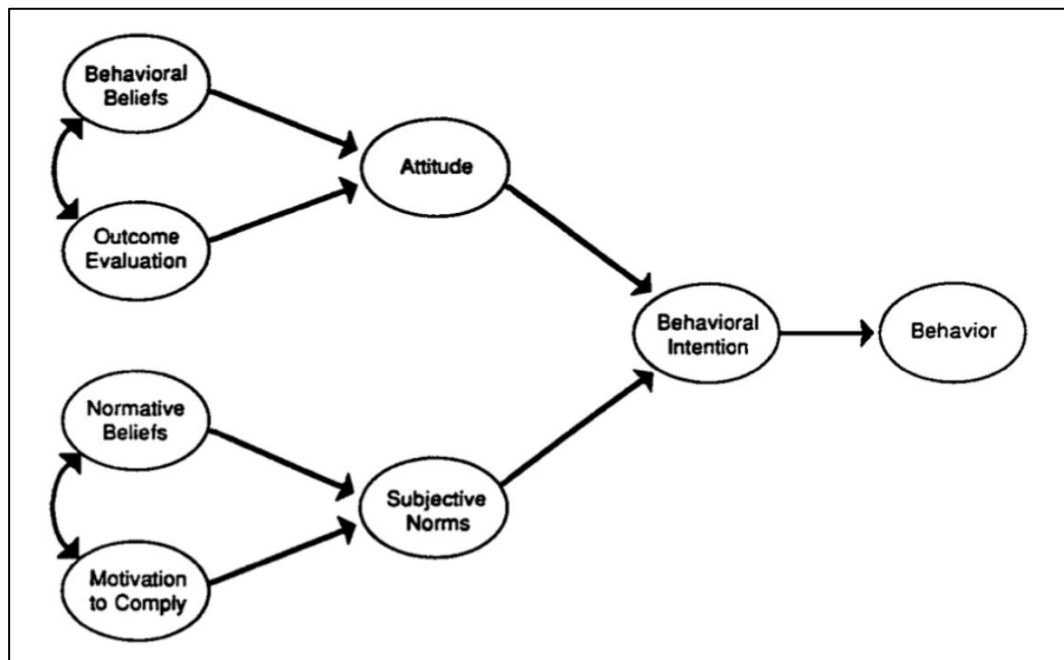 Behavioral
Beliefs
Attitude
Outcome
Evaluation
Behavioral
Intention
Behavior
Normative
Beliefs
Subjective
Norms
Motivation
to Comply